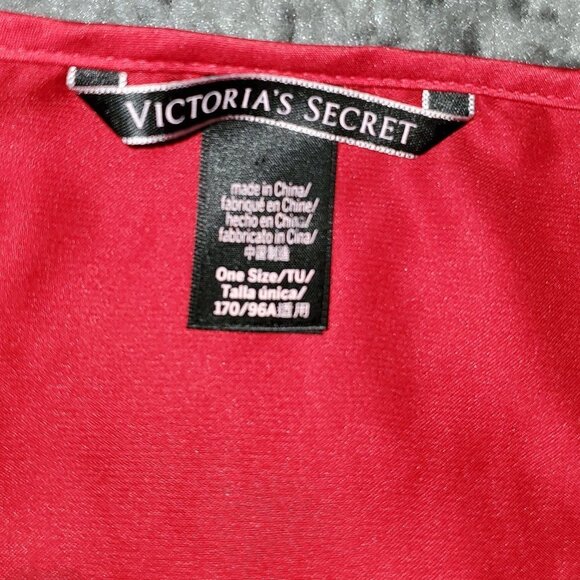 VICTORIA'S SECRET
made in China/
fabriqué en Chine/
hecho en China/
fabbricato in Cina/
中国制造
One Size/TU/
Talla única/
170/96A适用